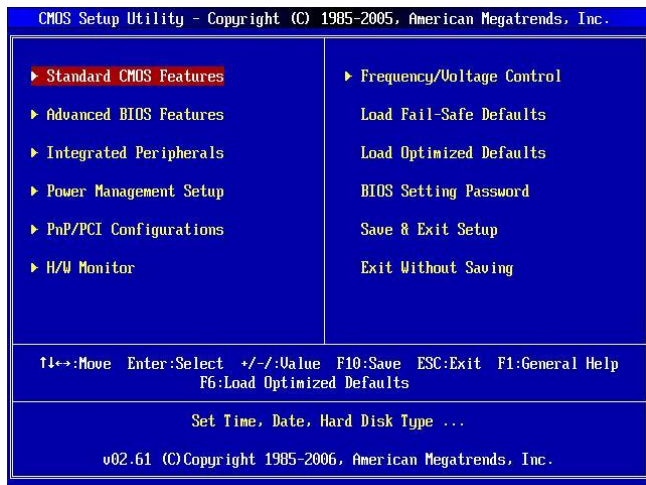 CMOS Setup Utility - Copyright (C) 1985-2005, American Megatrends, Inc.
Standard CMOS Features
Advanced BIOS Features
Integrated Peripherals
Power Management Setup
PnP/PCI Configurations
H/W Monitor
Frequency/Voltage Control
Load Fail-Safe Defaults
Load Optimized Defaults
BIOS Setting Password
Save & Exit Setup
Exit Without Saving
↑↓↔:Move Enter:Select +/-/:Value F10:Save ESC:Exit F1:General Help
F6:Load Optimized Defaults
Set Time, Date, Hard Disk Type ...
v02.61 (C)Copyright 1985-2006, American Megatrends, Inc.